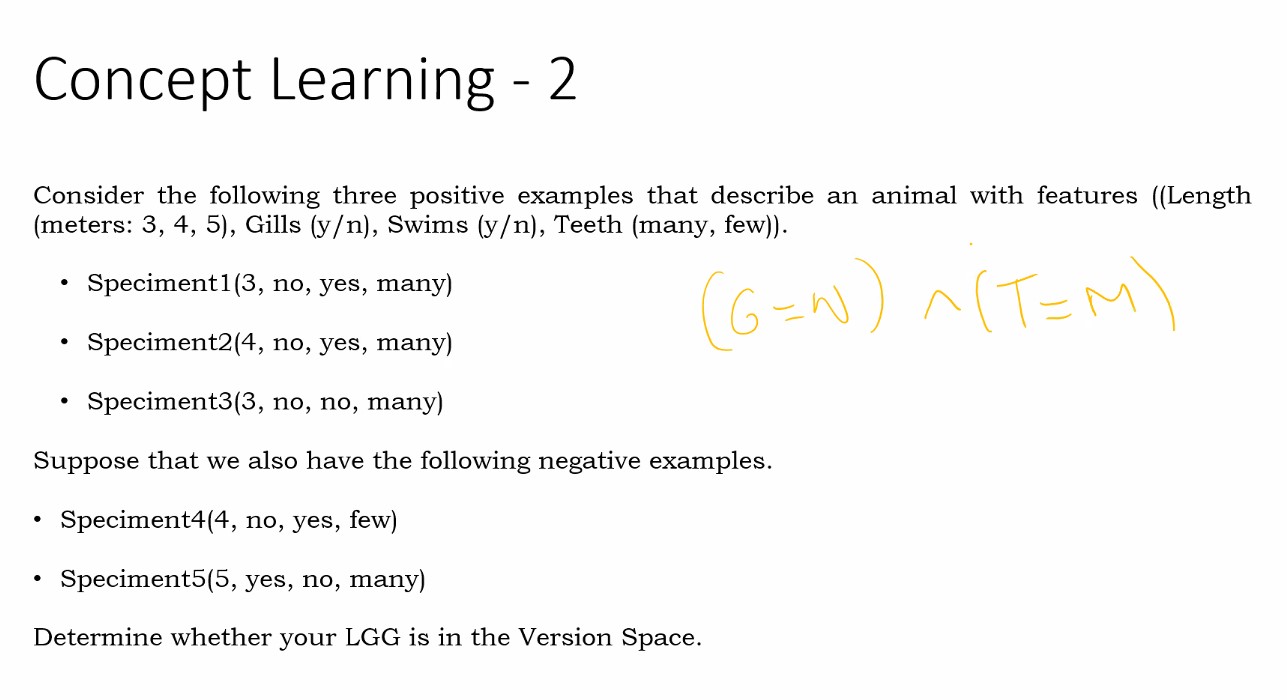 Concept Learning - 2
Consider the following three positive examples that describe an animal with features ((Length
(meters: 3, 4, 5), Gills (y/n), Swims (y/n), Teeth (many, few)).
• Speciment1(3, no, yes, many)
(G=N) ∧ (T=M)
• Speciment2(4, no, yes, many)
• Speciment3(3, no, no, many)
Suppose that we also have the following negative examples.
• Speciment4(4, no, yes, few)
• Speciment5(5, yes, no, many)
Determine whether your LGG is in the Version Space.